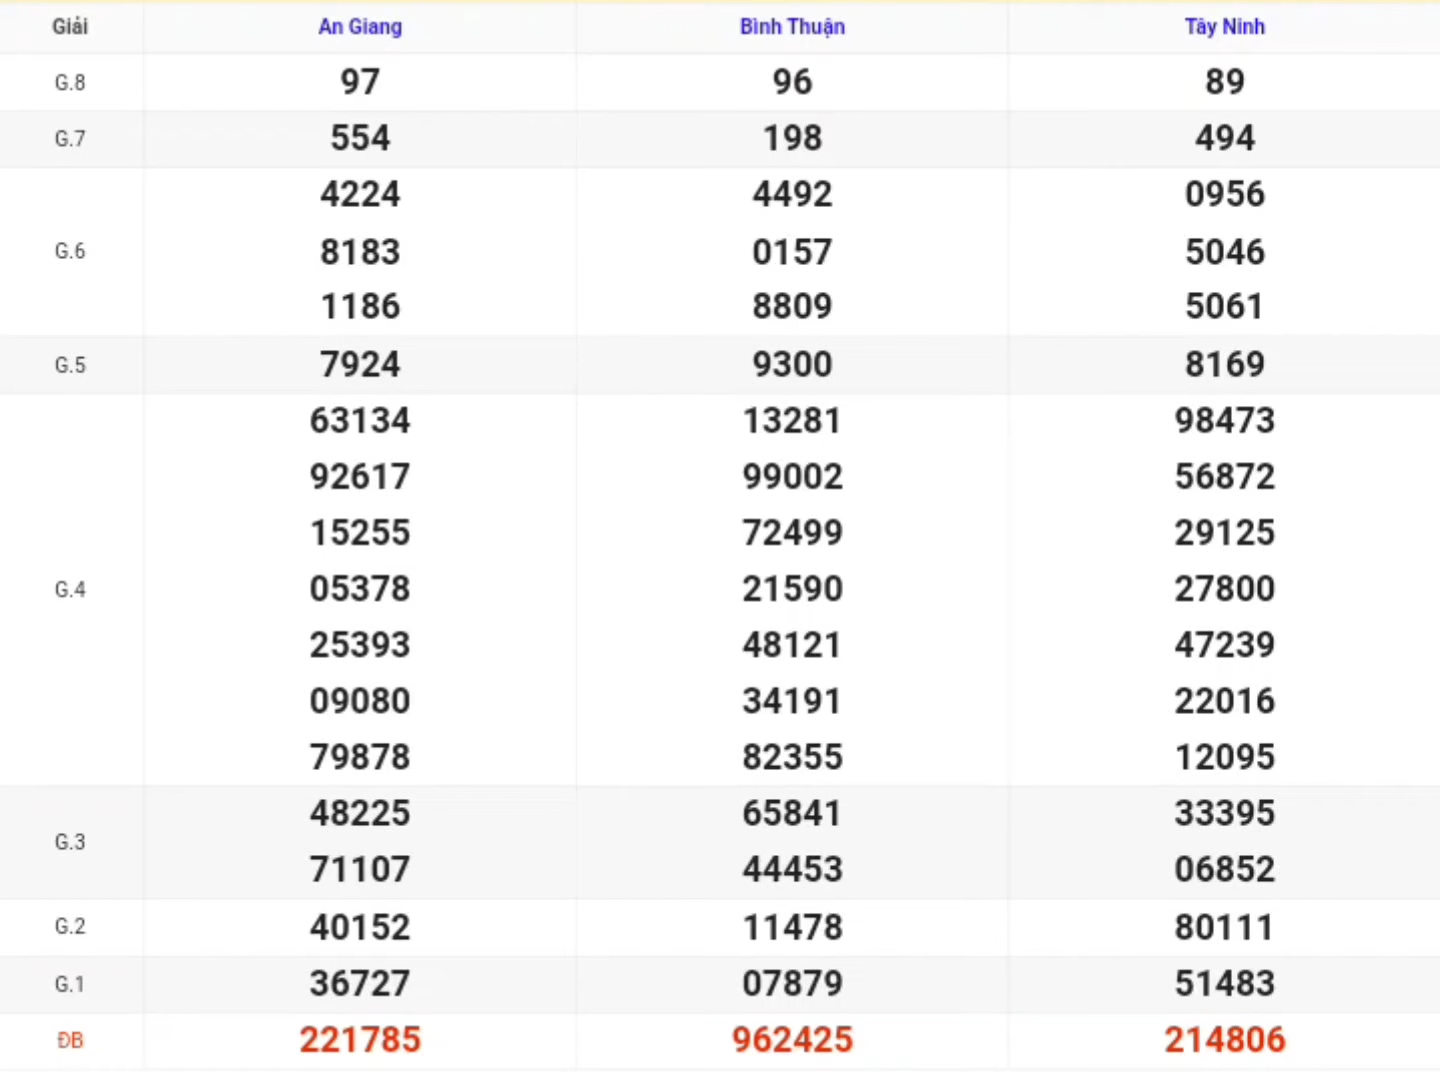 Giải An Giang Bình Thuận Tây Ninh
G.8 97 96 89
G.7 554 198 494
4224 4492 0956
G.6 8183 0157 5046
1186 8809 5061
G.5 7924 9300 8169
63134 13281 98473
92617 99002 56872
15255 72499 29125
G.4 05378 21590 27800
25393 48121 47239
09080 34191 22016
79878 82355 12095
48225 65841 33395
G.3
71107 44453 06852
G.2 40152 11478 80111
G.1 36727 07879 51483
ĐB 221785 962425 214806